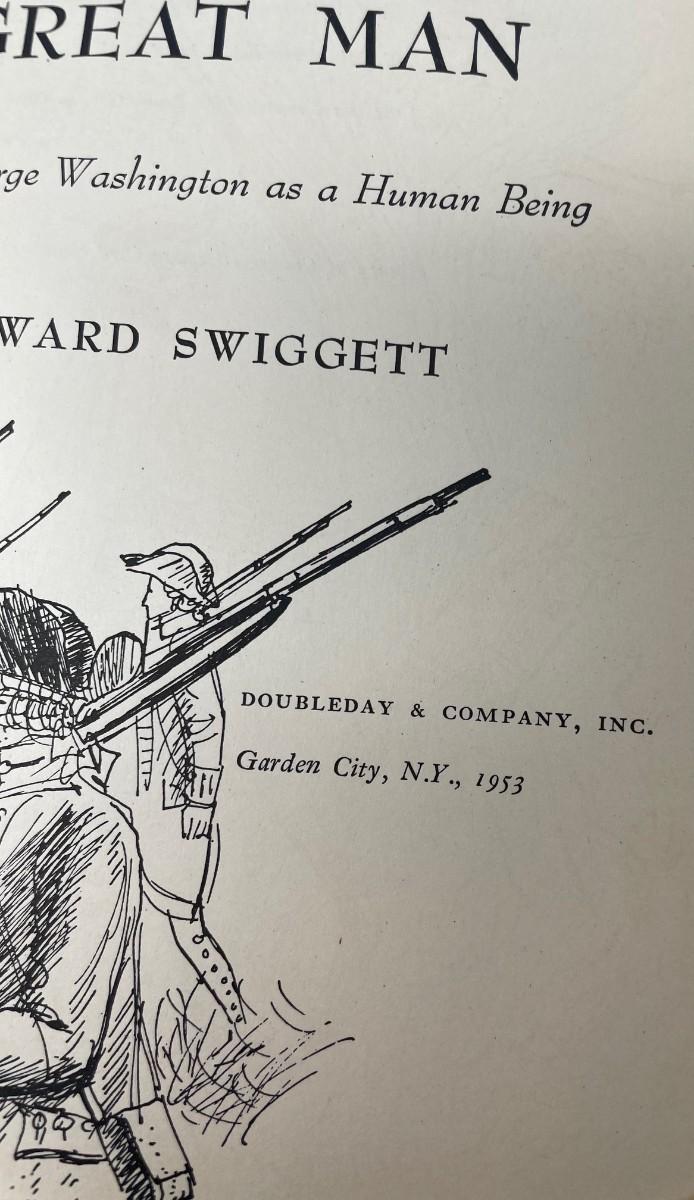 GREAT MAN
rge Washington as a Human Being
WARD SWIGGETT
DOUBLEDAY & COMPANY, INC.
Garden City, N.Y., 1953